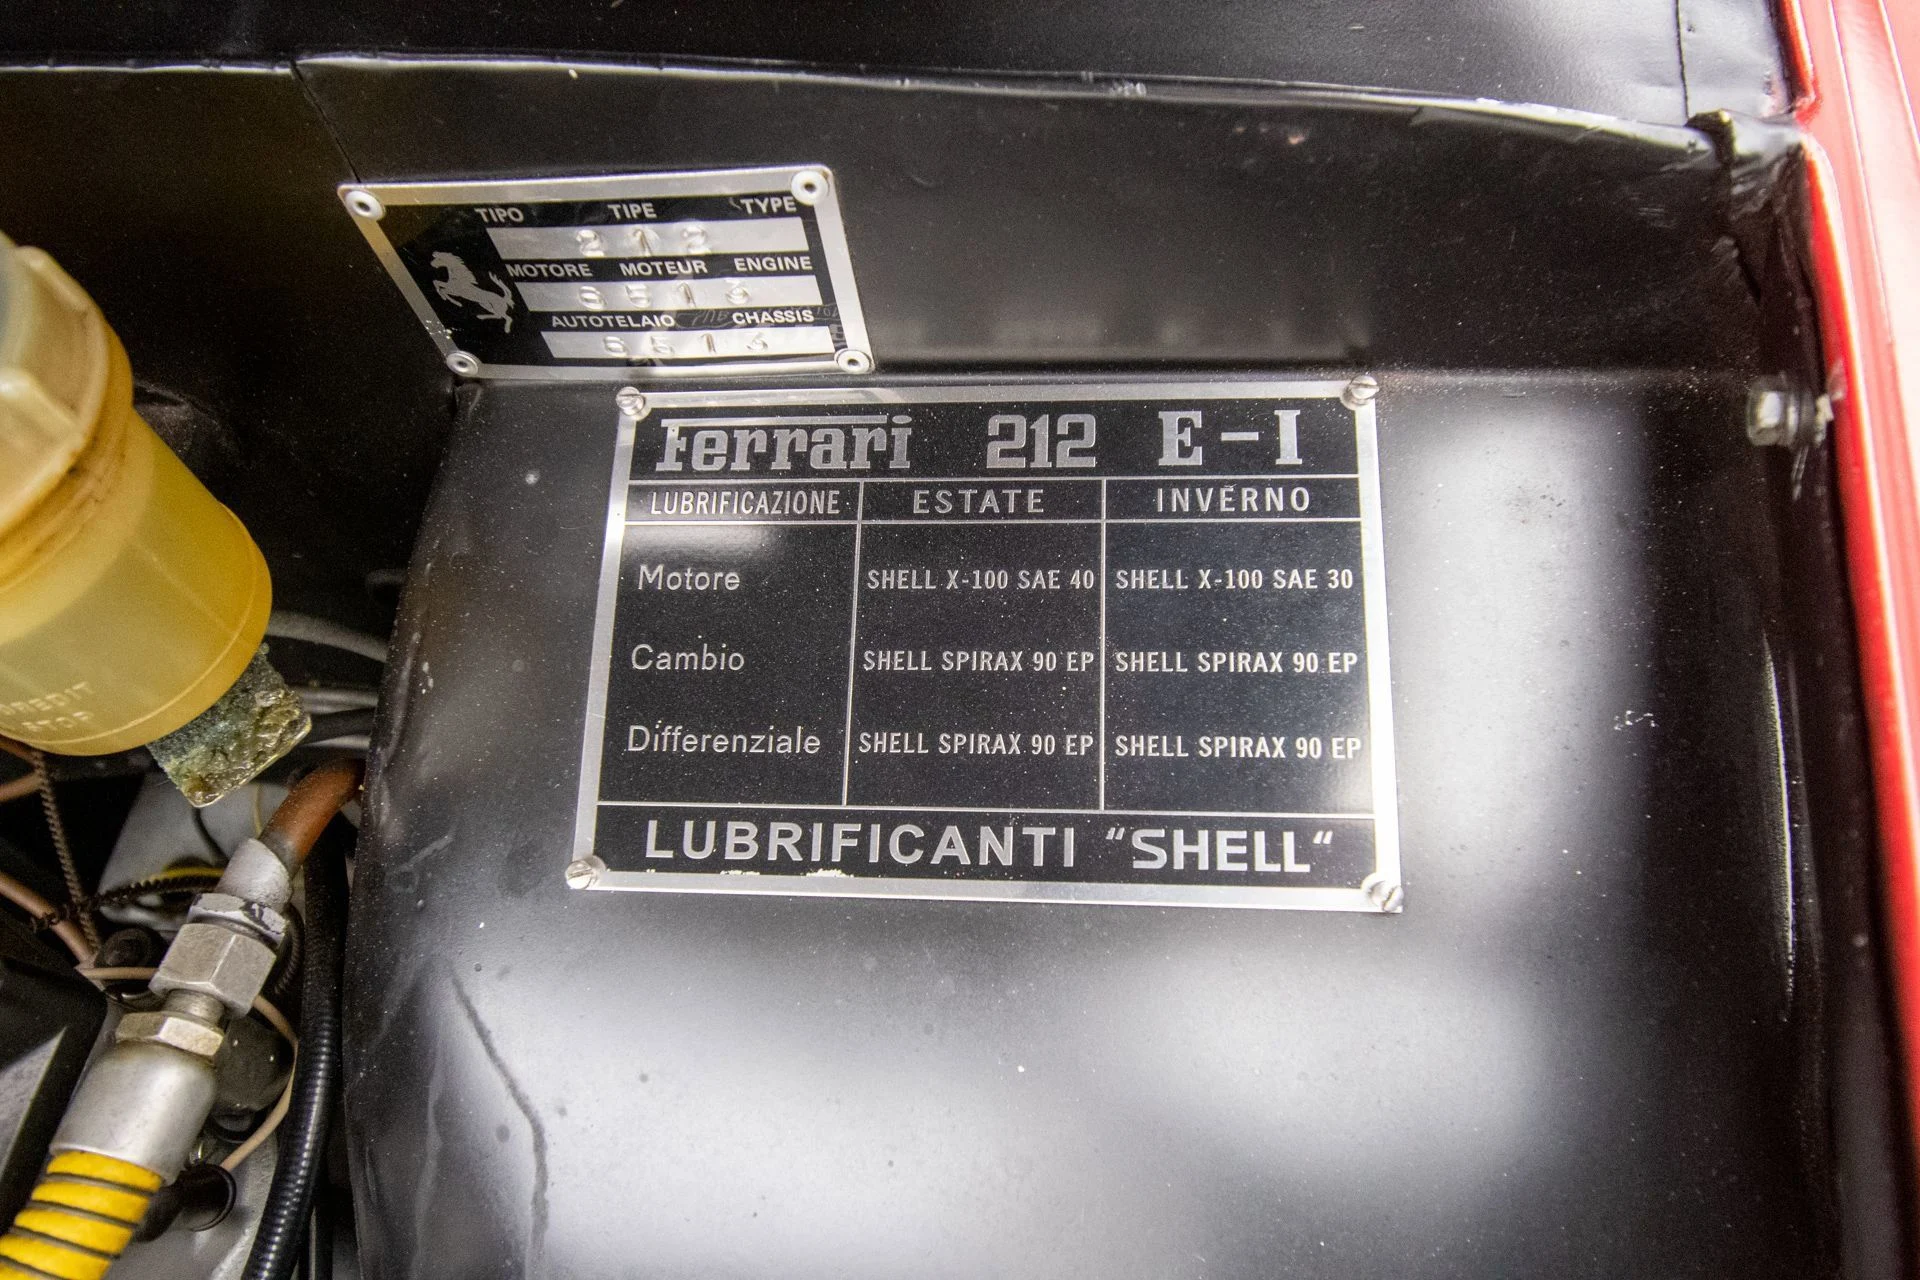 TIPO TIPE TYPE
212
MOTORE MOTEUR ENGINE
6513
AUTOTELAIO CHASSIS
6513
Ferrari 212 E-I
LUBRIFICAZIONE ESTATE INVERNO
Motore SHELL X-100 SAE 40 SHELL X-100 SAE 30
Cambio SHELL SPIRAX 90 EP SHELL SPIRAX 90 EP
Differenziale SHELL SPIRAX 90 EP SHELL SPIRAX 90 EP
LUBRIFICANTI "SHELL"